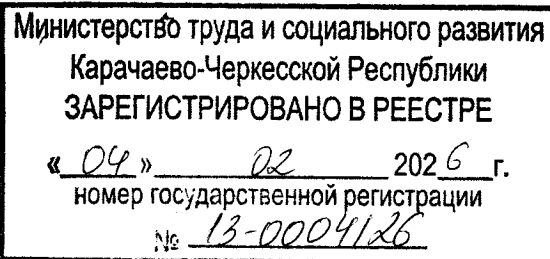 Министерство труда и социального развития
Карачаево-Черкесской Республики
ЗАРЕГИСТРИРОВАНО В РЕЕСТРЕ
« 04 » 02 2026 г.
номер государственной регистрации
№ 13-0004/26